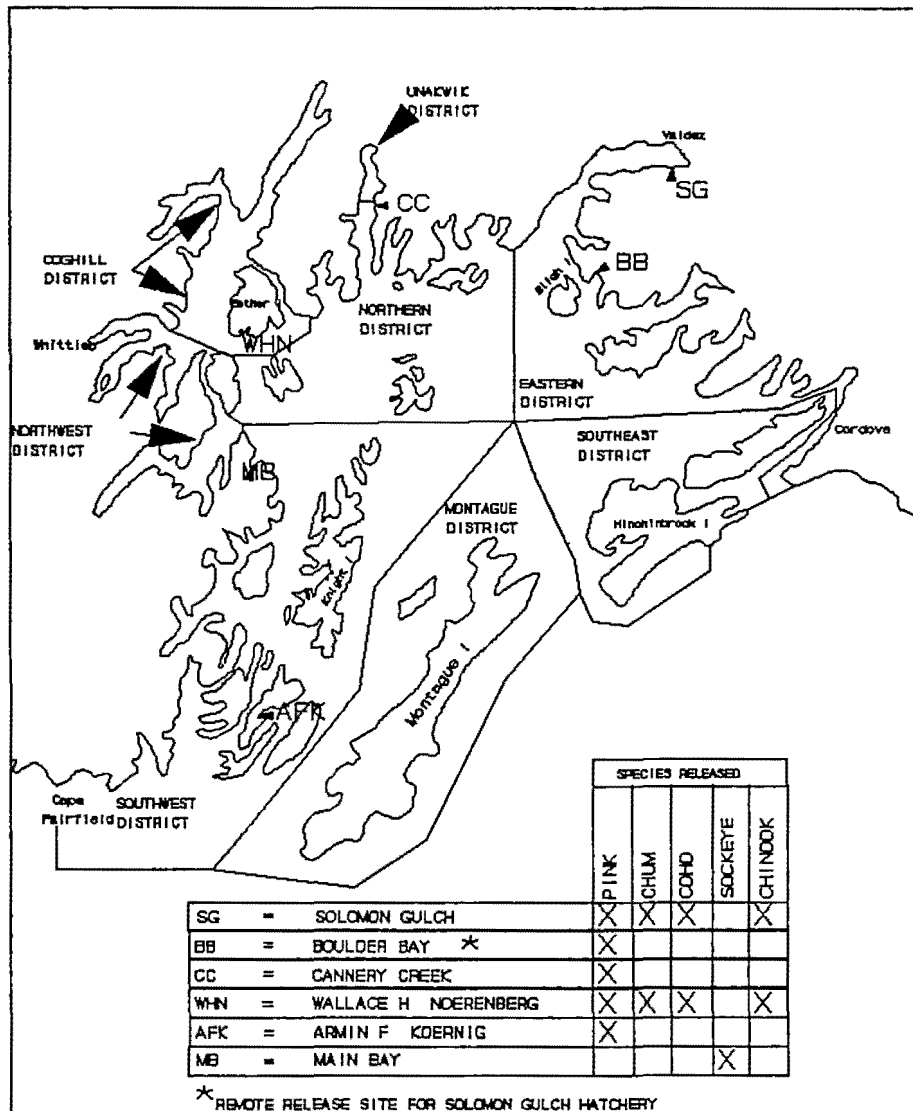 UNAKWIK
DISTRICT
Valdez
SG
CC
COGHILL
DISTRICT
BB
Bligh I
Esther I
NORTHERN
DISTRICT
Whittier
WHN
EASTERN
DISTRICT
NORTHWEST
DISTRICT
SOUTHEAST
DISTRICT
Cordova
MB
MONTAGUE
DISTRICT
Hinchinbrook I
Knight I
Montague I
AFK
Cape
Fairfield
SOUTHWEST
DISTRICT
SPECIES RELEASED
PINK CHUM COHO SOCKEYE CHINOOK
SG = SOLOMON GULCH X X X X
BB = BOULDER BAY * X
CC = CANNERY CREEK X
WHN = WALLACE H NOERENBERG X X X X
AFK = ARMIN F KOERNIG X
MB = MAIN BAY X
* REMOTE RELEASE SITE FOR SOLOMON GULCH HATCHERY